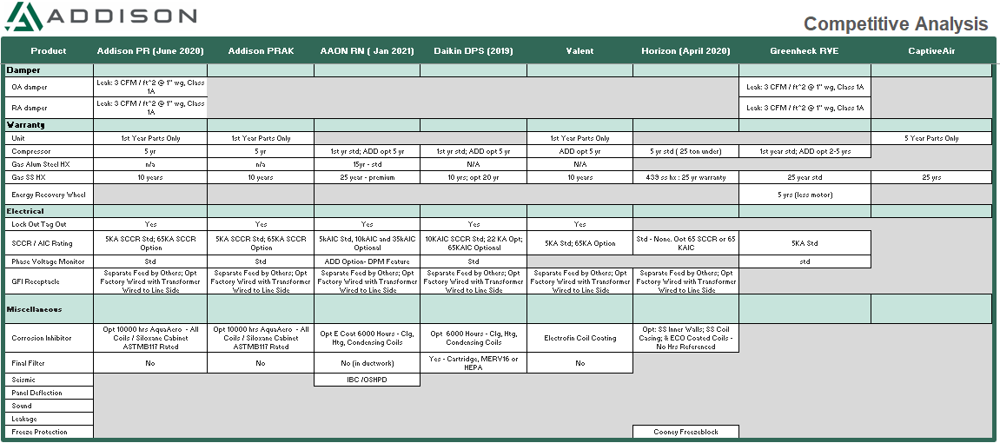 ADDISON
Competitive Analysis
Product Addison PR (June 2020) Addison PRAK AAON RN ( Jan 2021) Daikin DPS (2019) Valent Horizon (April 2020) Greenheck RVE CaptiveAir
Damper
OA damper Leak: 3 CFM / ft^2 @ 1" wg, Class 1A Leak: 3 CFM / ft^2 @ 1" wg, Class 1A
RA damper Leak: 3 CFM / ft^2 @ 1" wg, Class 1A Leak: 3 CFM / ft^2 @ 1" wg, Class 1A
Warranty
Unit 1st Year Parts Only 1st Year Parts Only 1st Year Parts Only 5 Year Parts Only
Compressor 5 yr 5 yr 1st yr std; ADD opt 5 yr 1st yr std; ADD opt 5 yr ADD opt 5 yr 5 yr std ( 25 ton under) 1st year std; ADD opt 2-5 yrs
Gas Alum Steel HX n/a n/a 15yr - std N/A N/A
Gas SS HX 10 years 10 years 25 year - premium 10 yrs; opt 20 yr 10 years 439 ss hx : 25 yr warranty 25 year std 25 yrs
Energy Recovery Wheel 5 yrs (less motor)
Electrical
Lock Out Tag Out Yes Yes Yes Yes Yes
SCCR / AIC Rating 5KA SCCR Std; 65KA SCCR Option 5KA SCCR Std; 65KA SCCR Option 5kAIC Std, 10kAIC and 35kAIC Optional 10KAIC SCCR Std; 22 KA Opt; 65KAIC Optional 5KA Std; 65KA Option Std - None. Oot 65 SCCR or 65 KAIC 5KA Std
Phase Voltage Monitor Std Std ADD Option- DPM Feature Std std
GFI Receptacle Separate Feed by Others; Opt Factory Wired with Transformer Wired to Line Side Separate Feed by Others; Opt Factory Wired with Transformer Wired to Line Side Separate Feed by Others; Opt Factory Wired with Transformer Wired to Line Side Separate Feed by Others; Opt Factory Wired with Transformer Wired to Line Side Separate Feed by Others; Opt Factory Wired with Transformer Wired to Line Side Separate Feed by Others; Opt Factory Wired with Transformer Wired to Line Side
Miscellaneous
Corrosion Inhibitor Opt 10000 hrs AquaAero - All Coils / Siloxane Cabinet ASTMB117 Rated Opt 10000 hrs AquaAero - All Coils / Siloxane Cabinet ASTMB117 Rated Opt E Coat 6000 Hours - Clg, Htg, Condensing Coils Opt 6000 Hours - Clg, Htg, Condensing Coils Electrofin Coil Coating Opt: SS Inner Walls; SS Coil Casing; & ECO Coated Coils - No Hrs Referenced
Final Filter No No No (in ductwork) Yes - Cartridge, MERV16 or HEPA No
Seismic IBC /OSHPD
Panel Deflection
Sound
Leakage
Freeze Protection Cooney Freezeblock